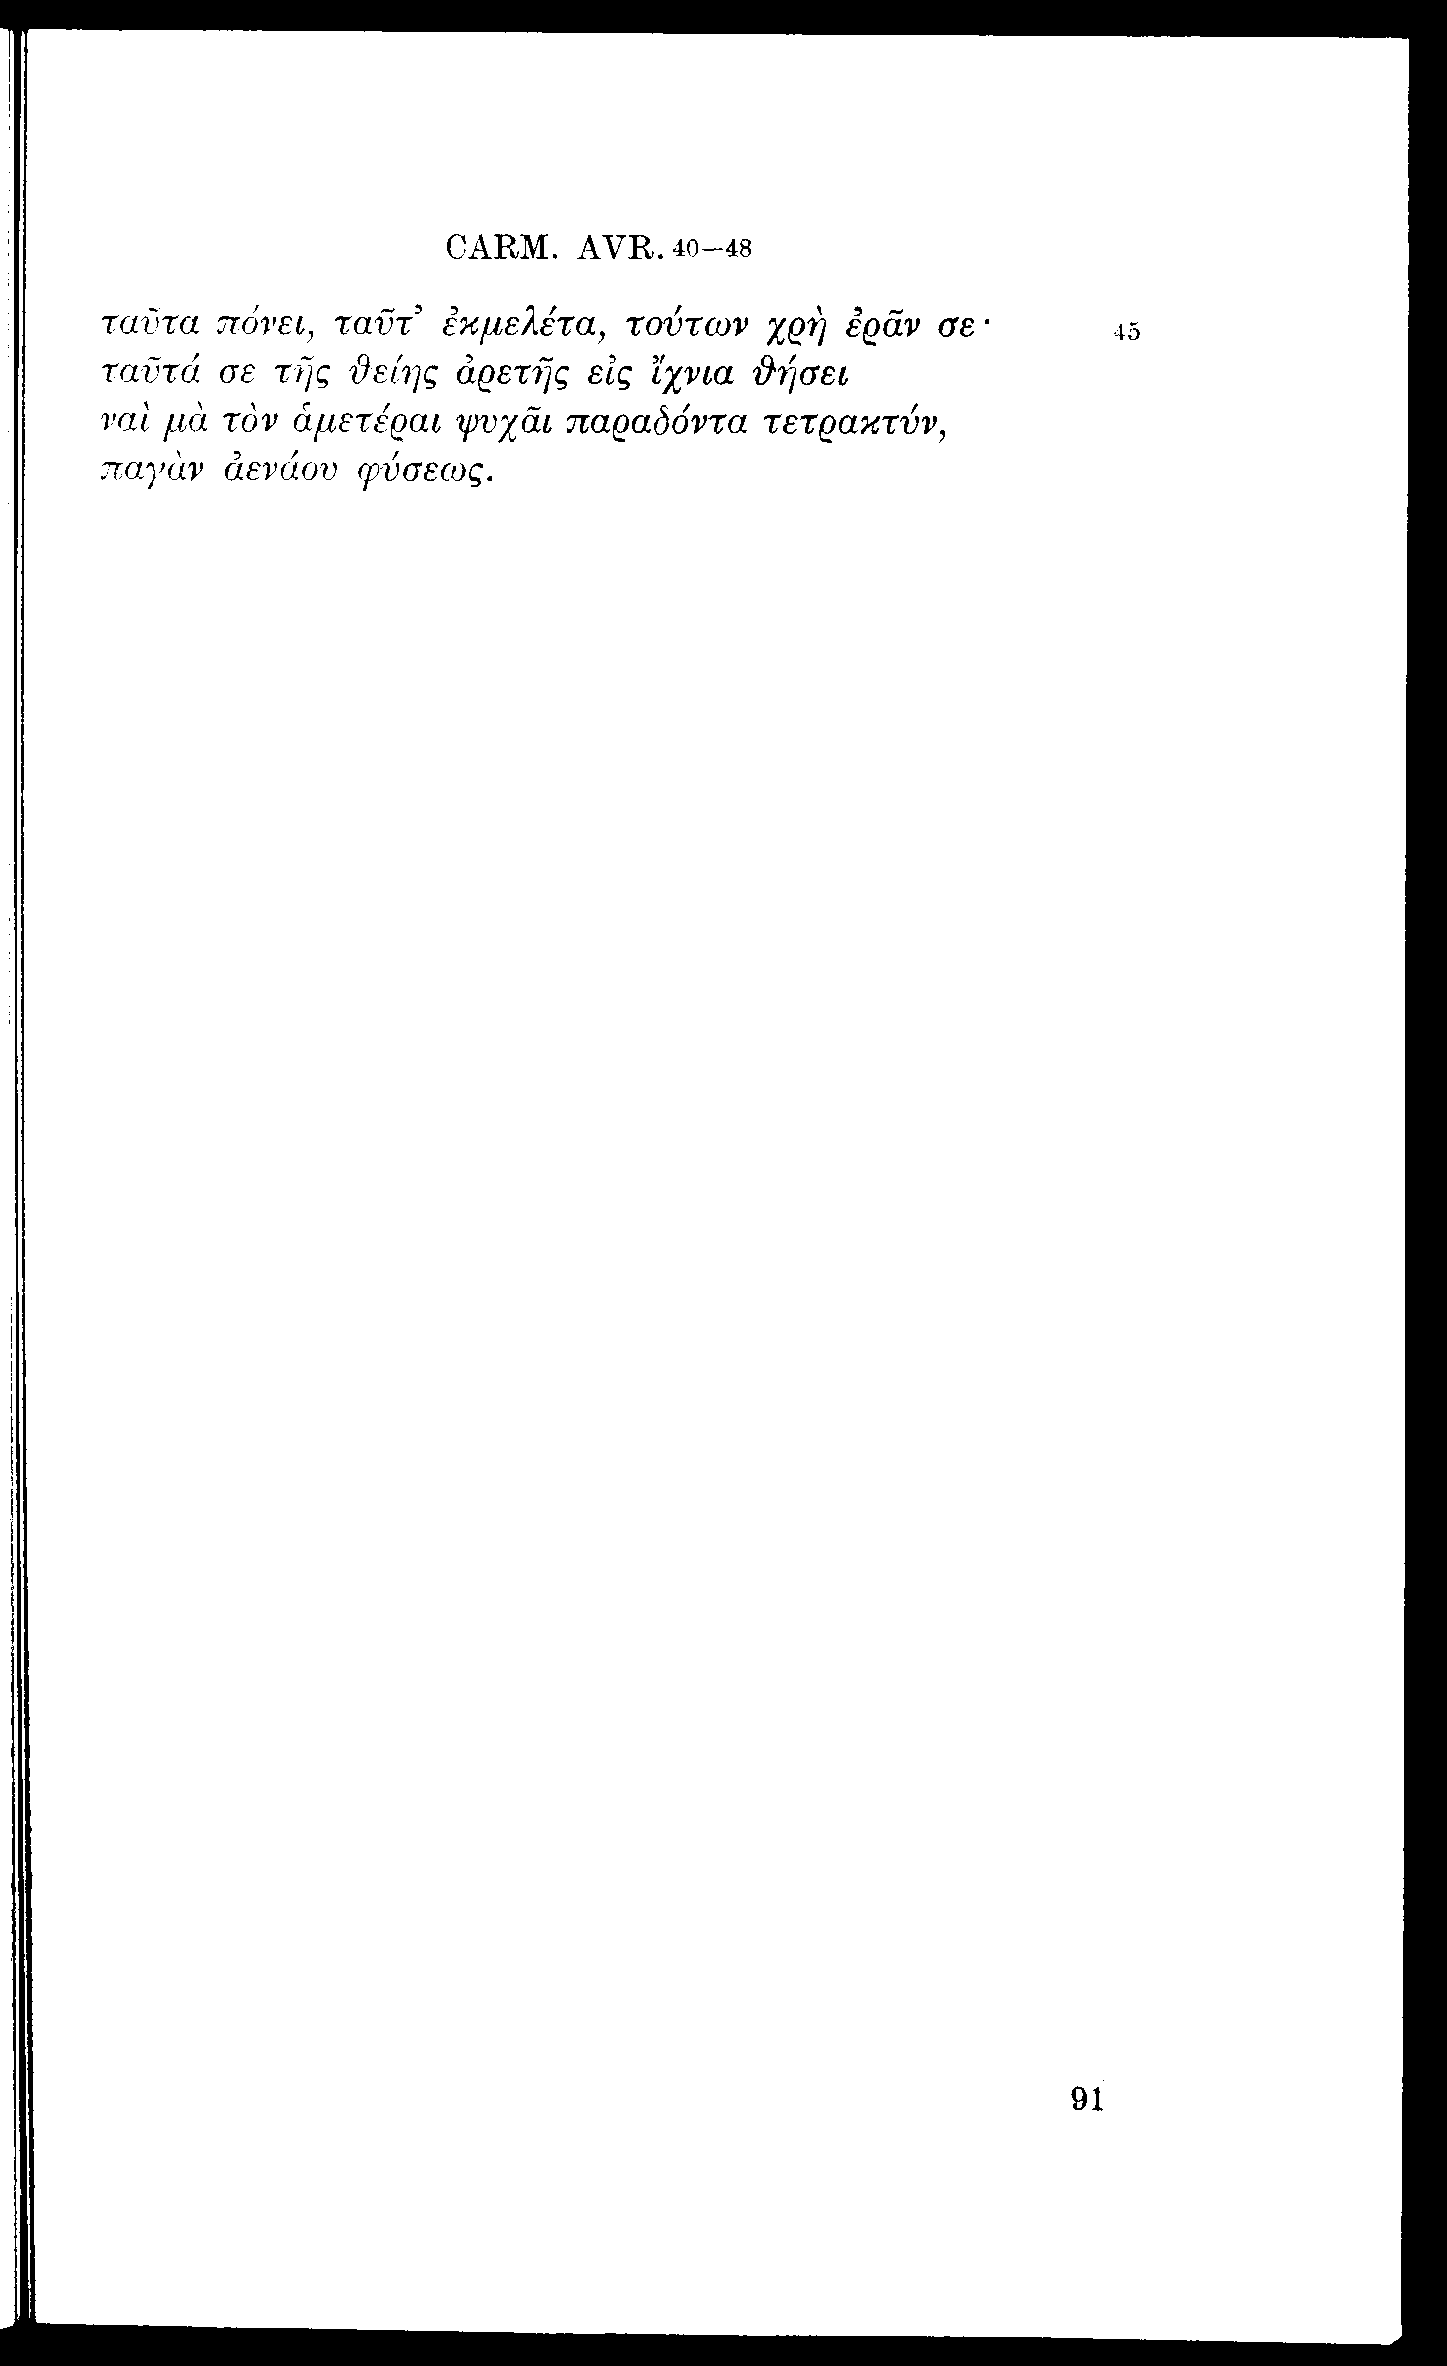 CARM. AVR. 40–48
ταῦτα πόνει, ταῦτ’ ἐκμελέτα, τούτων χρὴ ἐρᾶν σε· 45
ταῦτά σε τῆς θείης ἀρετῆς εἰς ἴχνια θήσει
ναὶ μὰ τὸν ἁμετέραι ψυχᾶι παραδόντα τετρακτύν,
παγὰν ἀενάου φύσεως.
91